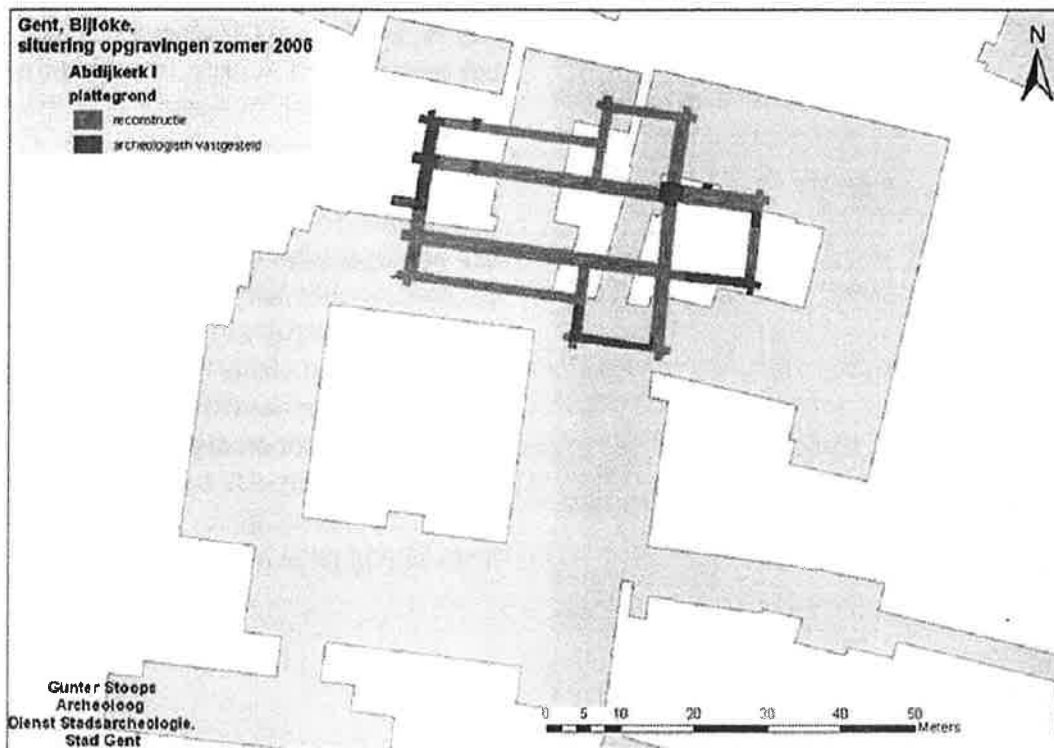 Gent, Bijloke,
situering opgravingen zomer 2006
Abdijkerk I
plattegrond
reconstructie
archeologisch vastgesteld
N
Gunter Stoops
Archeoloog
Dienst Stadsarcheologie.
Stad Gent
0 5 10 20 30 40 50
Meters